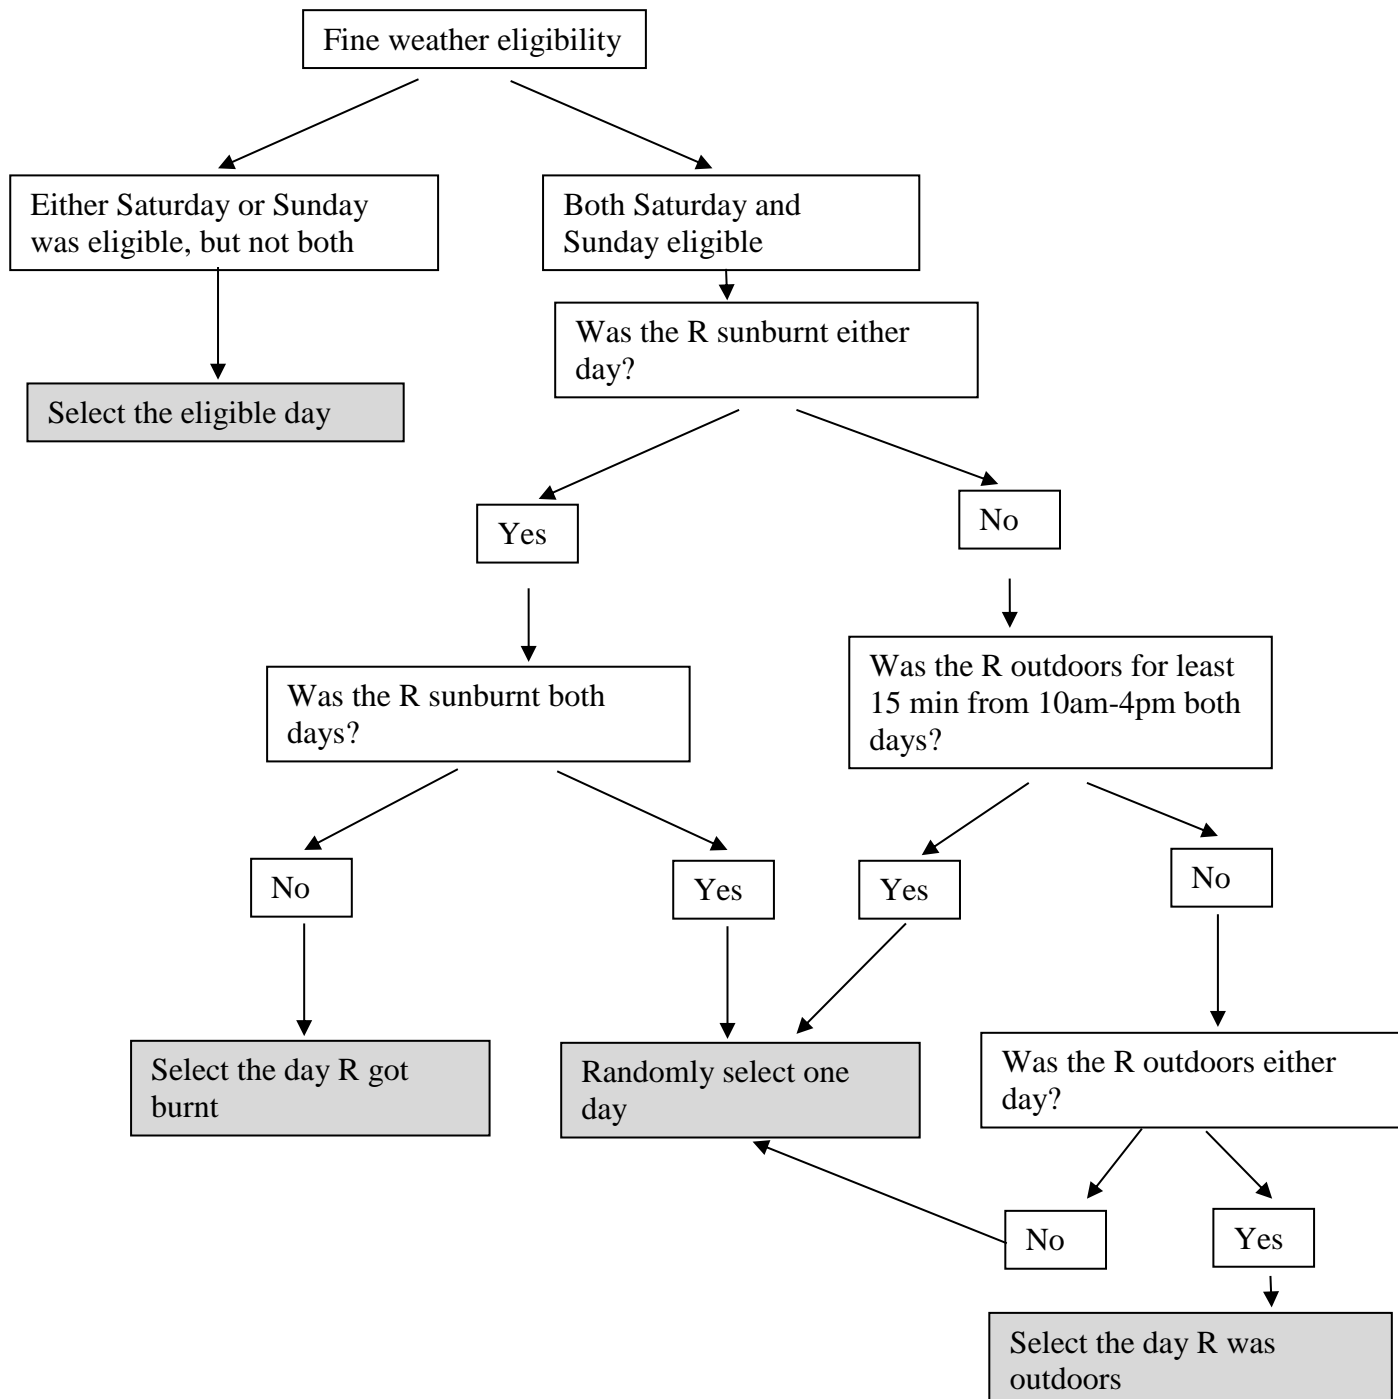 Fine weather eligibility
Either Saturday or Sunday
was eligible, but not both
Both Saturday and
Sunday eligible
Was the R sunburnt either
day?
Select the eligible day
Yes
No
Was the R sunburnt both
days?
Was the R outdoors for least
15 min from 10am-4pm both
days?
No
Yes
Yes
No
Select the day R got
burnt
Randomly select one
day
Was the R outdoors either
day?
No
Yes
Select the day R was
outdoors